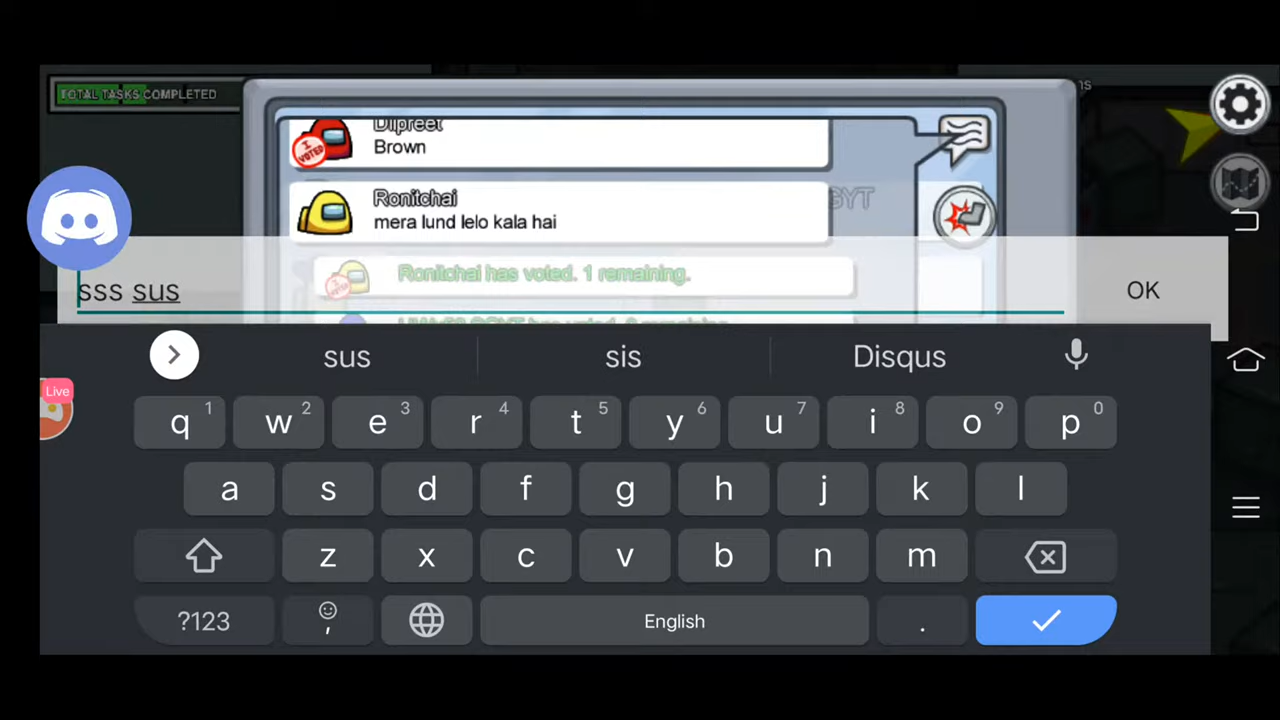 TOTAL TASKS COMPLETED
Dilpreet
Brown
I VOTED
Ronitchai
mera lund lelo kala hai
Ronitchai has voted. 1 remaining.
sss sus
OK
sus
sis
Disqus
Live
q 1 w 2 e 3 r 4 t 5 y 6 u 7 i 8 o 9 p 0
a s d f g h j k l
z x c v b n m
?123 , English .